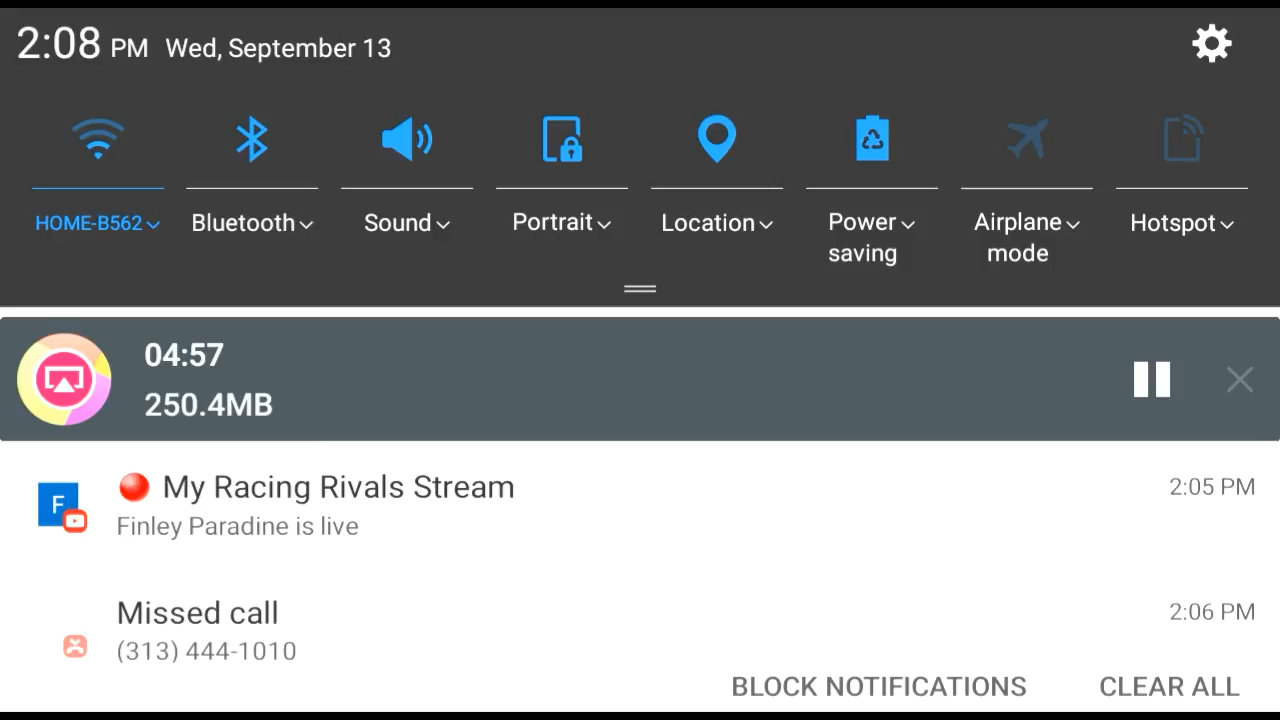 2:08 PM Wed, September 13
HOME-B562 Bluetooth Sound Portrait Location Power saving Airplane mode Hotspot
04:57
250.4MB
F
My Racing Rivals Stream 2:05 PM
Finley Paradine is live
Missed call 2:06 PM
(313) 444-1010
BLOCK NOTIFICATIONS CLEAR ALL